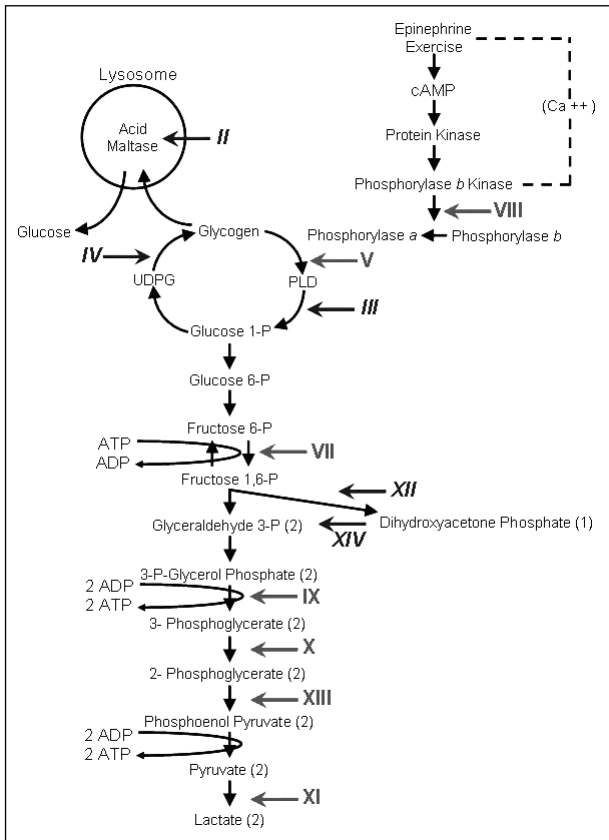 Epinephrine
Exercise
Lysosome
cAMP
(Ca ++ )
Acid
Maltase
II
Protein Kinase
Phosphorylase b Kinase
VIII
Glucose
Glycogen
Phosphorylase a
Phosphorylase b
IV
V
UDPG
PLD
III
Glucose 1-P
Glucose 6-P
Fructose 6-P
ATP
ADP
VII
Fructose 1,6-P
XII
Glyceraldehyde 3-P (2)
XIV
Dihydroxyacetone Phosphate (1)
3-P-Glycerol Phosphate (2)
2 ADP
2 ATP
IX
3- Phosphoglycerate (2)
X
2- Phosphoglycerate (2)
XIII
Phosphoenol Pyruvate (2)
2 ADP
2 ATP
Pyruvate (2)
XI
Lactate (2)